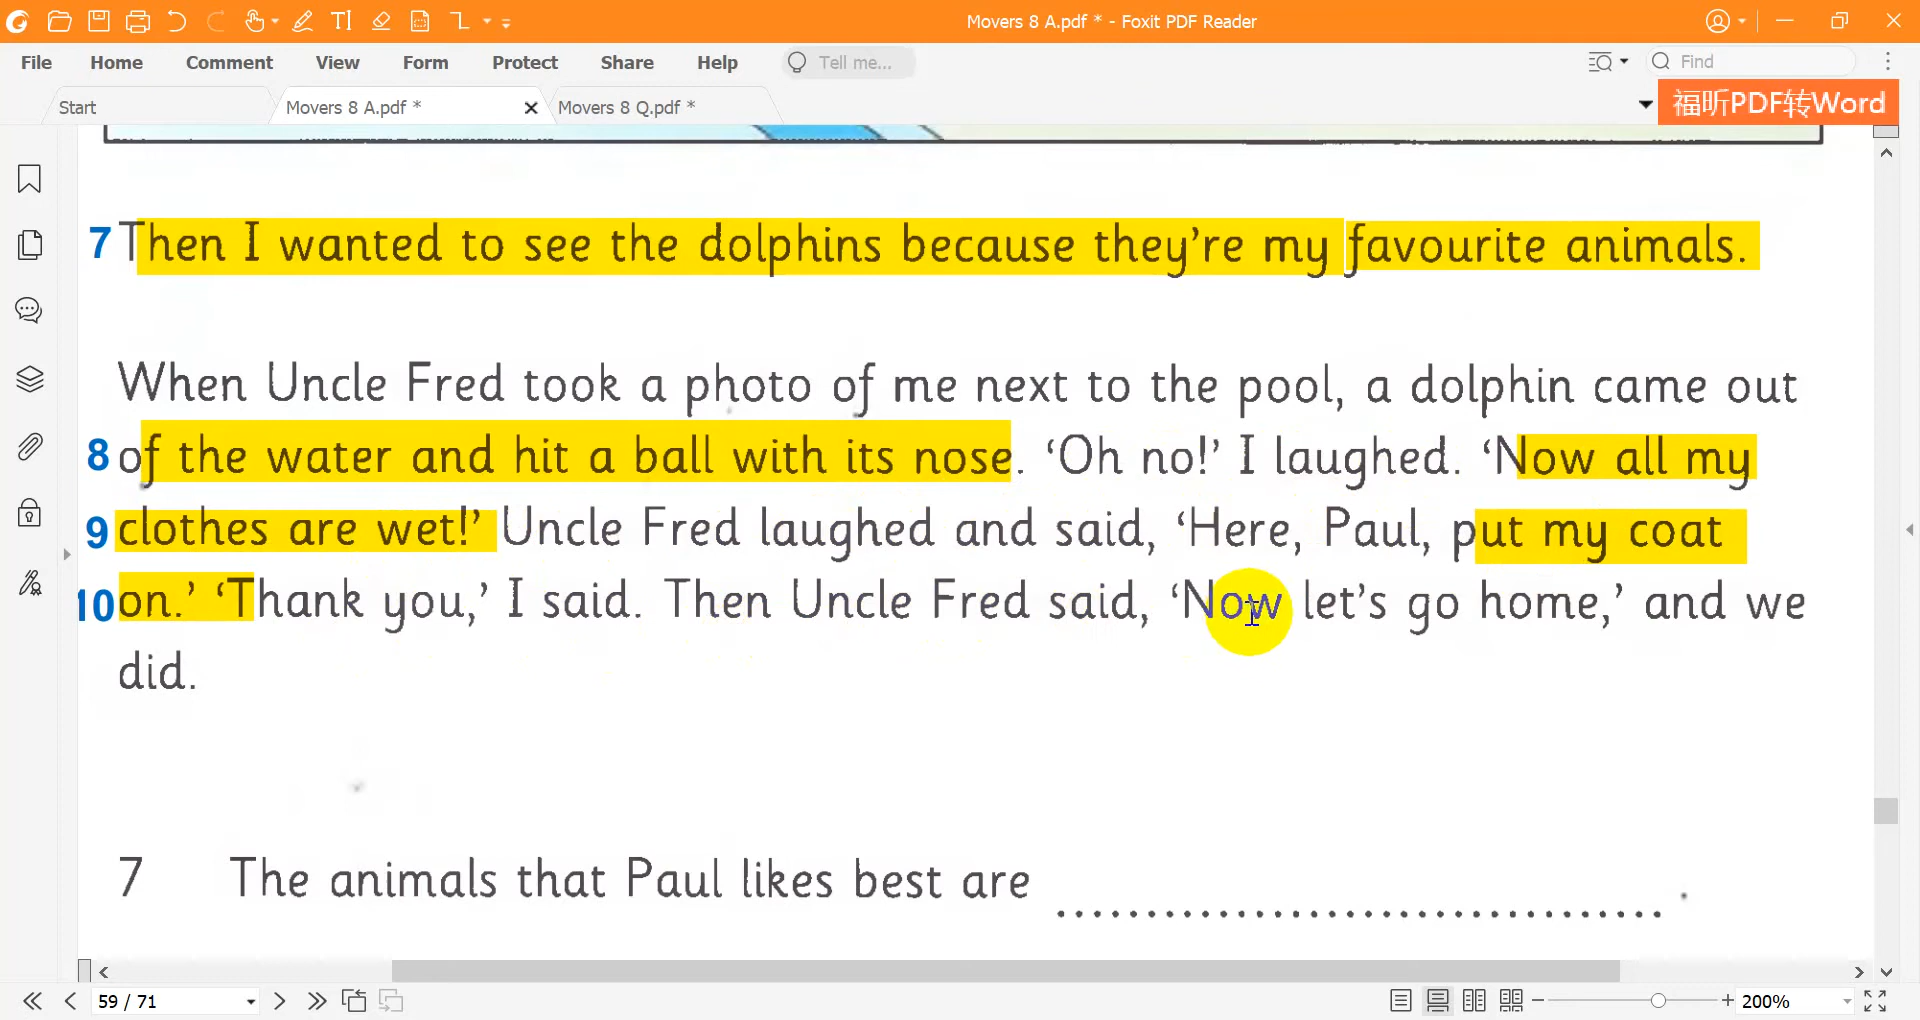 Movers 8 A.pdf * - Foxit PDF Reader
File Home Comment View Form Protect Share Help Tell me... Find
Start Movers 8 A.pdf * Movers 8 Q.pdf * 福昕PDF转Word
7 Then I wanted to see the dolphins because they're my favourite animals.
When Uncle Fred took a photo of me next to the pool, a dolphin came out
8 of the water and hit a ball with its nose. ‘Oh no!’ I laughed. ‘Now all my
9 clothes are wet!’ Uncle Fred laughed and said, ‘Here, Paul, put my coat
10 on.’ ‘Thank you,’ I said. Then Uncle Fred said, ‘Now let's go home,’ and we
did.
7 The animals that Paul likes best are .................................. .
59 / 71 200%